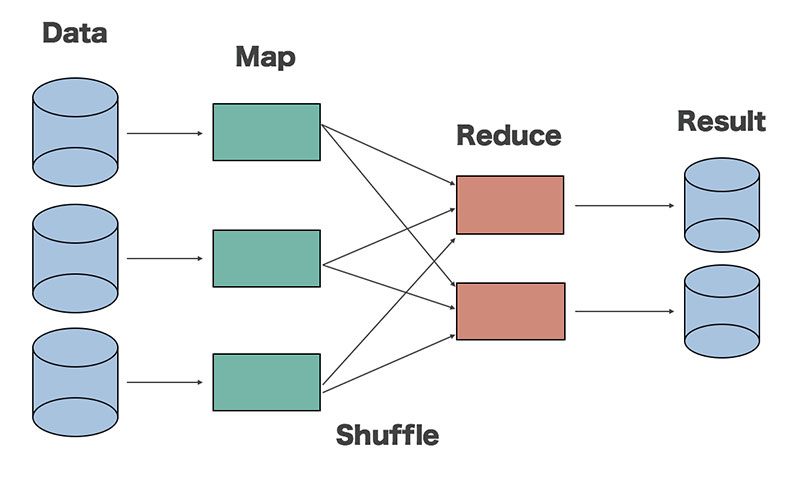 Data
Map
Reduce
Result
Shuffle